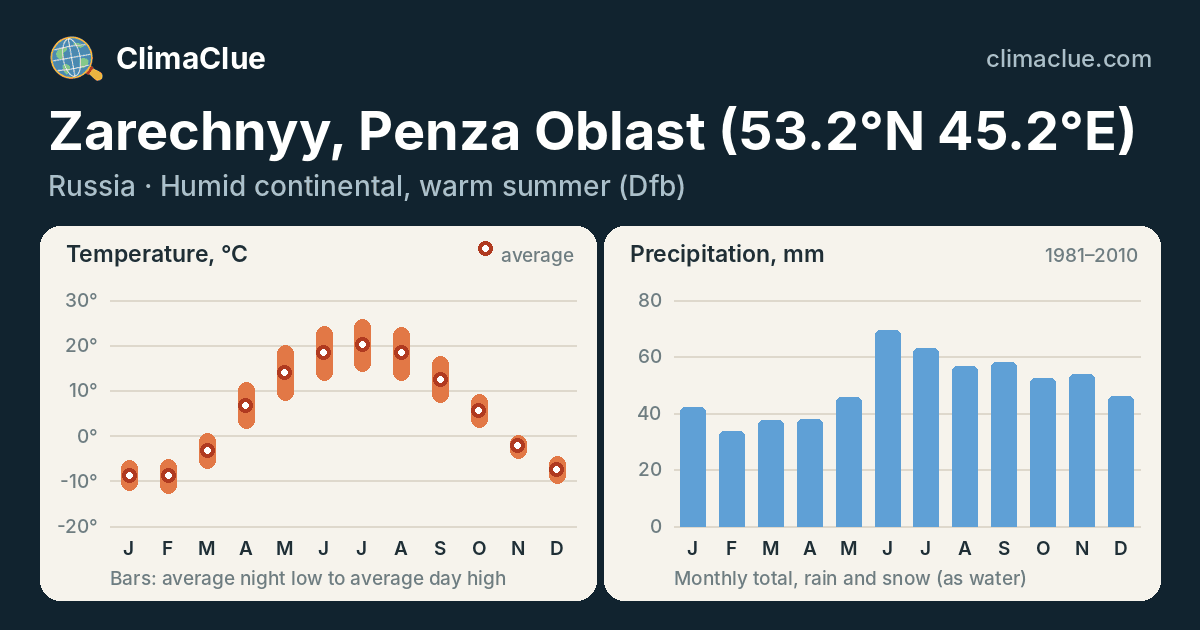 ClimaClue
climaclue.com
Zarechnyy, Penza Oblast (53.2°N 45.2°E)
Russia · Humid continental, warm summer (Dfb)
Temperature, °C
average
30°
20°
10°
0°
-10°
-20°
J F M A M J J A S O N D
Bars: average night low to average day high
Precipitation, mm
1981–2010
80
60
40
20
0
J F M A M J J A S O N D
Monthly total, rain and snow (as water)